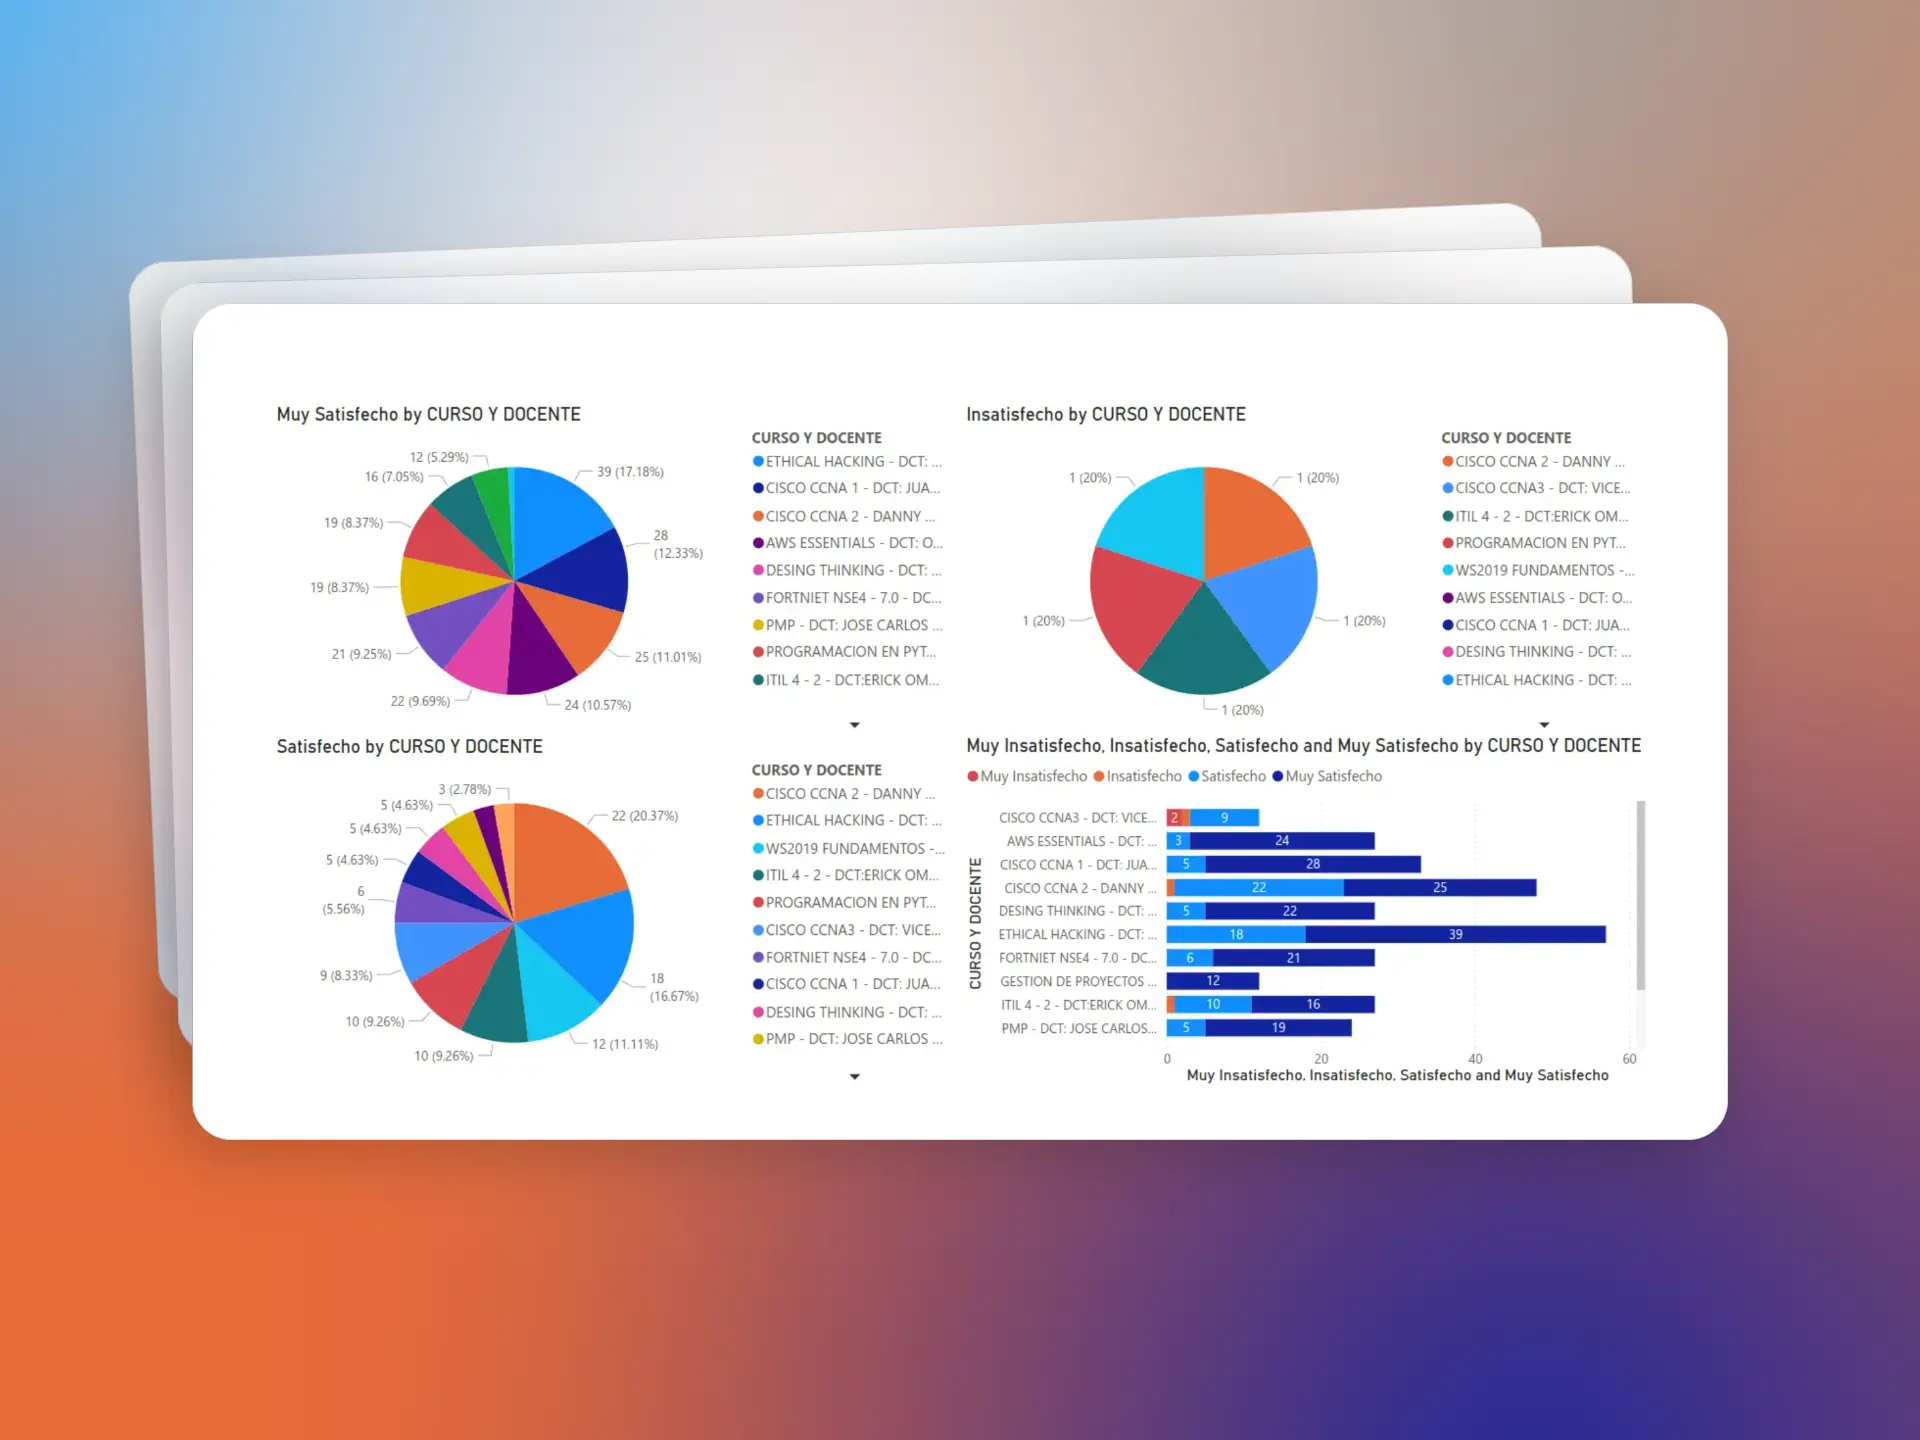 Muy Satisfecho by CURSO Y DOCENTE
12 (5.29%)
16 (7.05%)
19 (8.37%)
19 (8.37%)
21 (9.25%)
22 (9.69%)
39 (17.18%)
28
(12.33%)
25 (11.01%)
24 (10.57%)
CURSO Y DOCENTE
ETHICAL HACKING - DCT: ...
CISCO CCNA 1 - DCT: JUA...
CISCO CCNA 2 - DANNY ...
AWS ESSENTIALS - DCT: O...
DESING THINKING - DCT: ...
FORTNIET NSE4 - 7.0 - DC...
PMP - DCT: JOSE CARLOS ...
PROGRAMACION EN PYT...
ITIL 4 - 2 - DCT:ERICK OM...
Insatisfecho by CURSO Y DOCENTE
1 (20%)
1 (20%)
1 (20%)
1 (20%)
1 (20%)
CURSO Y DOCENTE
CISCO CCNA 2 - DANNY ...
CISCO CCNA3 - DCT: VICE...
ITIL 4 - 2 - DCT:ERICK OM...
PROGRAMACION EN PYT...
WS2019 FUNDAMENTOS -...
AWS ESSENTIALS - DCT: O...
CISCO CCNA 1 - DCT: JUA...
DESING THINKING - DCT: ...
ETHICAL HACKING - DCT: ...
Satisfecho by CURSO Y DOCENTE
3 (2.78%)
5 (4.63%)
5 (4.63%)
5 (4.63%)
6
(5.56%)
9 (8.33%)
10 (9.26%)
10 (9.26%)
22 (20.37%)
18
(16.67%)
12 (11.11%)
CURSO Y DOCENTE
CISCO CCNA 2 - DANNY ...
ETHICAL HACKING - DCT: ...
WS2019 FUNDAMENTOS -...
ITIL 4 - 2 - DCT:ERICK OM...
PROGRAMACION EN PYT...
CISCO CCNA3 - DCT: VICE...
FORTNIET NSE4 - 7.0 - DC...
CISCO CCNA 1 - DCT: JUA...
DESING THINKING - DCT: ...
PMP - DCT: JOSE CARLOS ...
Muy Insatisfecho, Insatisfecho, Satisfecho and Muy Satisfecho by CURSO Y DOCENTE
Muy Insatisfecho Insatisfecho Satisfecho Muy Satisfecho
CURSO Y DOCENTE
CISCO CCNA3 - DCT: VICE... 2 9
AWS ESSENTIALS - DCT: ... 3 24
CISCO CCNA 1 - DCT: JUA... 5 28
CISCO CCNA 2 - DANNY ... 22 25
DESING THINKING - DCT: ... 5 22
ETHICAL HACKING - DCT: ... 18 39
FORTNIET NSE4 - 7.0 - DC... 6 21
GESTION DE PROYECTOS ... 12
ITIL 4 - 2 - DCT:ERICK OM... 10 16
PMP - DCT: JOSE CARLOS... 5 19
0 20 40 60
Muy Insatisfecho, Insatisfecho, Satisfecho and Muy Satisfecho